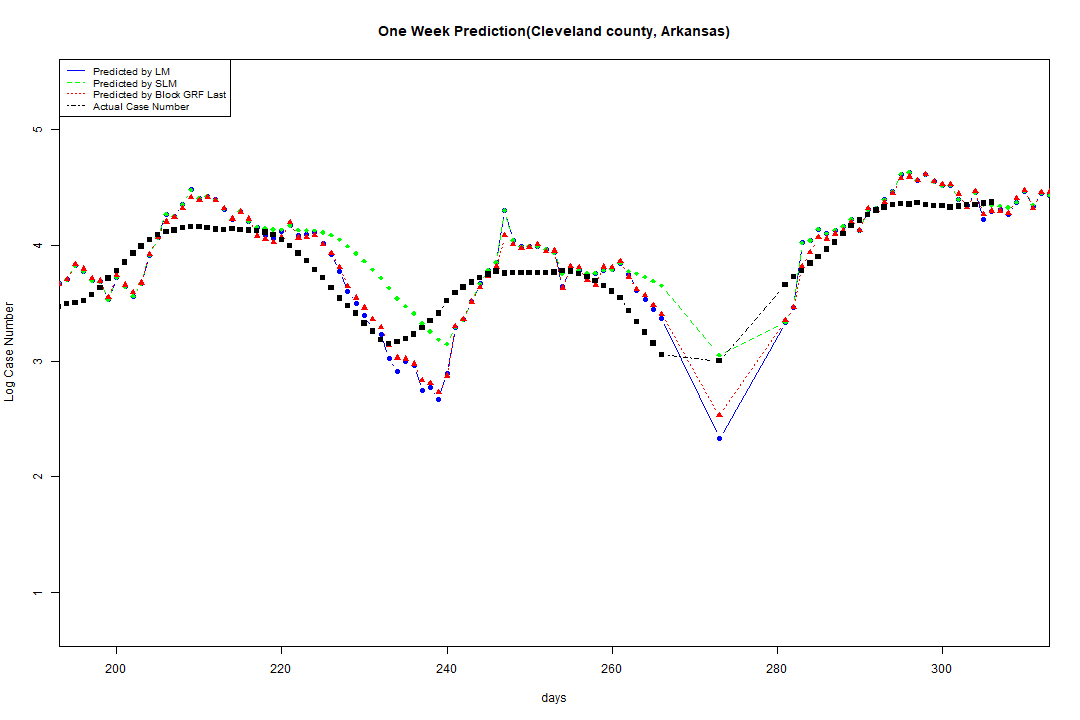 One Week Prediction(Cleveland county, Arkansas)
Predicted by LM
Predicted by SLM
Predicted by Block GRF Last
Actual Case Number
5
4
3
2
1
Log Case Number
200 220 240 260 280 300
days